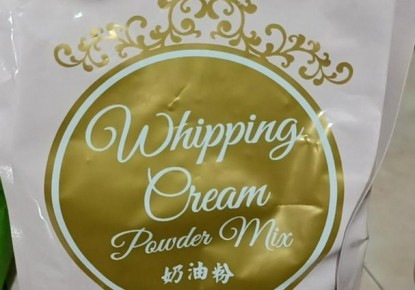 Whipping
Cream
Powder Mix
奶油粉